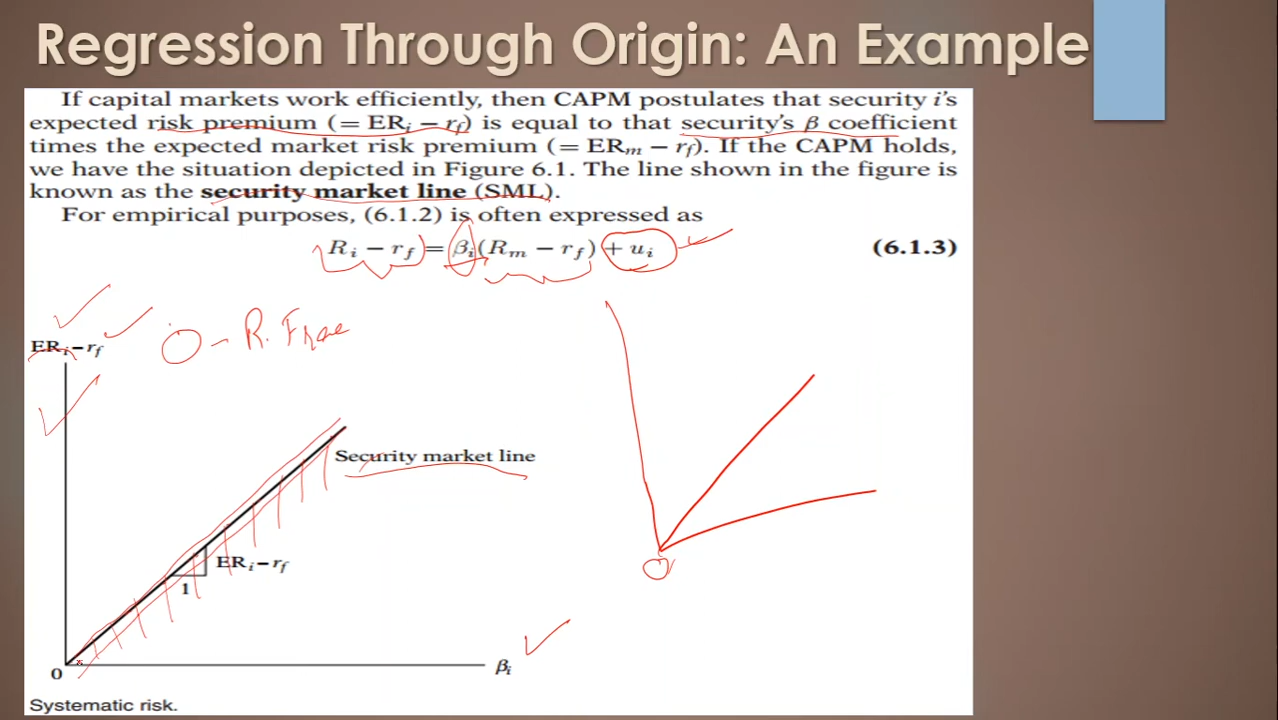 Regression Through Origin: An Example
If capital markets work efficiently, then CAPM postulates that security i's
expected risk premium (= ERᵢ − r_f) is equal to that security's β coefficient
times the expected market risk premium (= ERₘ − r_f). If the CAPM holds,
we have the situation depicted in Figure 6.1. The line shown in the figure is
known as the security market line (SML).
For empirical purposes, (6.1.2) is often expressed as
Rᵢ − r_f = βᵢ(Rₘ − r_f) + uᵢ (6.1.3)
ERᵢ − r_f
O - R. Free
Security market line
ERᵢ − r_f
1
0
βᵢ
O
Systematic risk.